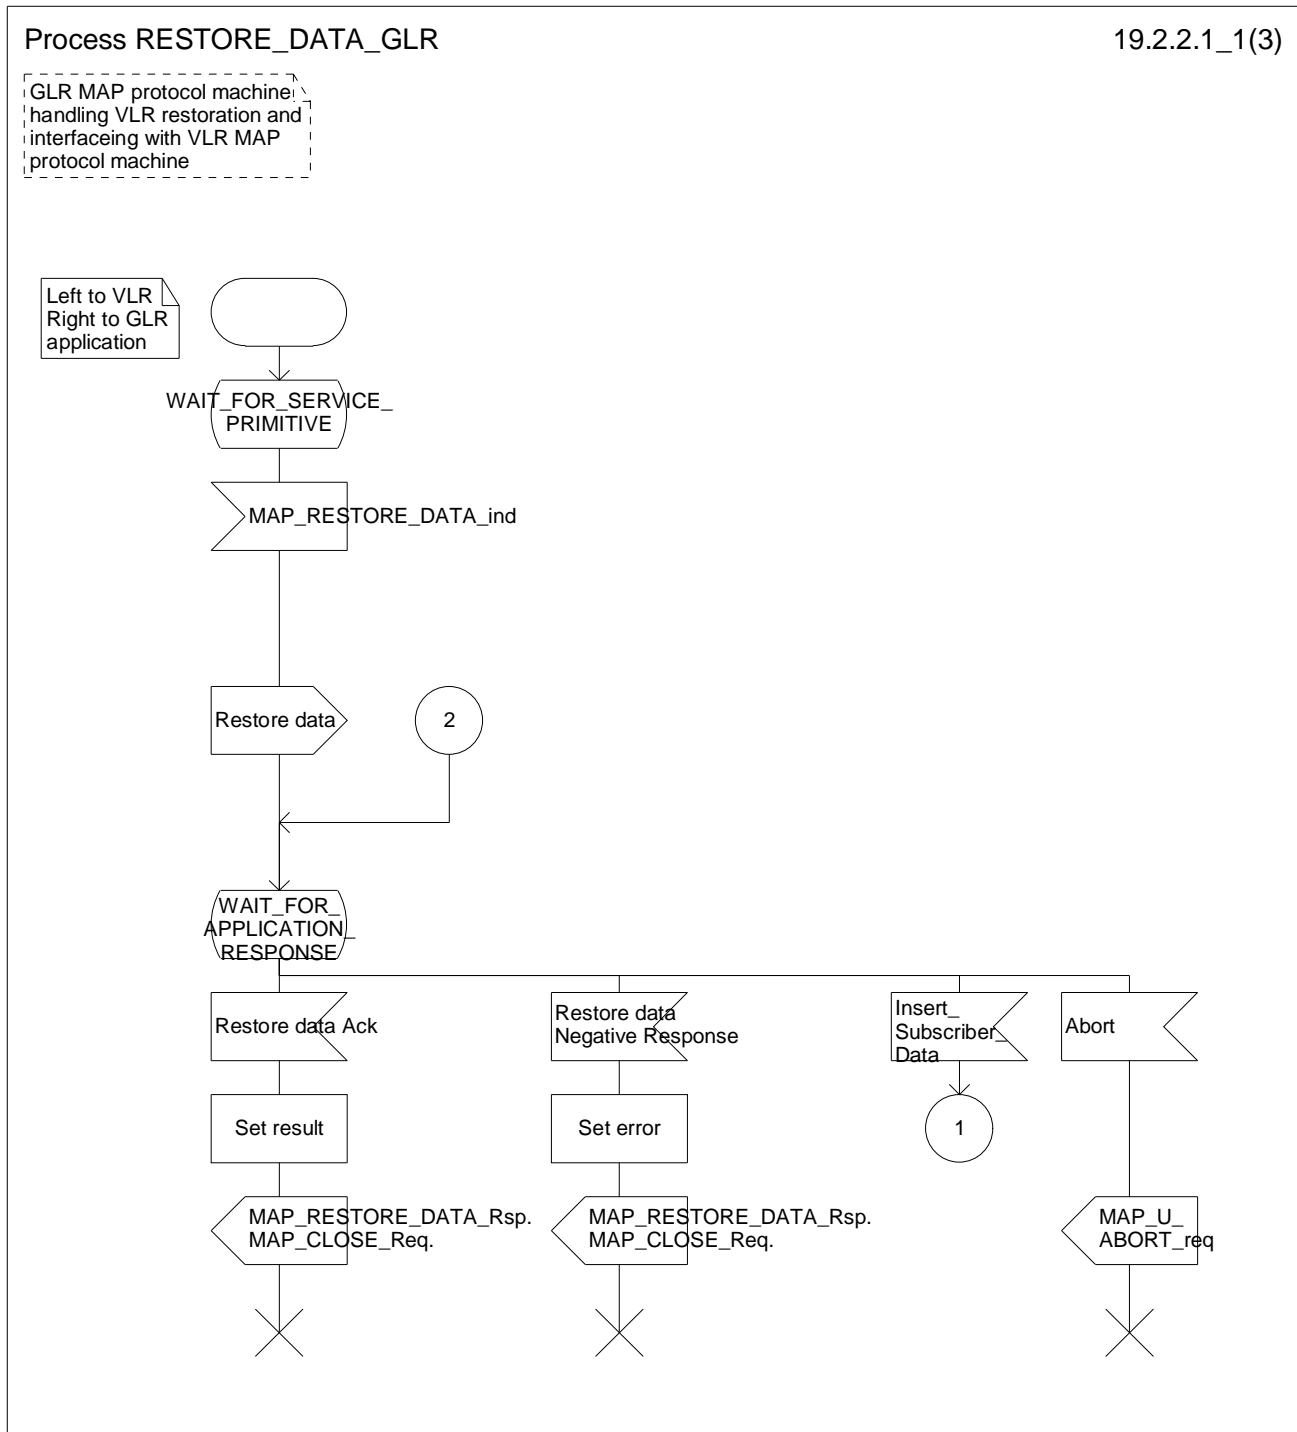 Process RESTORE_DATA_GLR
19.2.2.1_1(3)
GLR MAP protocol machine
handling VLR restoration and
interfaceing with VLR MAP
protocol machine
Left to VLR
Right to GLR
application
WAIT_FOR_SERVICE_
PRIMITIVE
MAP_RESTORE_DATA_ind
Restore data
2
WAIT_FOR_
APPLICATION_
RESPONSE
Restore data Ack
Restore data
Negative Response
Insert_
Subscriber_
Data
Abort
Set result
Set error
1
MAP_RESTORE_DATA_Rsp.
MAP_CLOSE_Req.
MAP_RESTORE_DATA_Rsp.
MAP_CLOSE_Req.
MAP_U_
ABORT_req